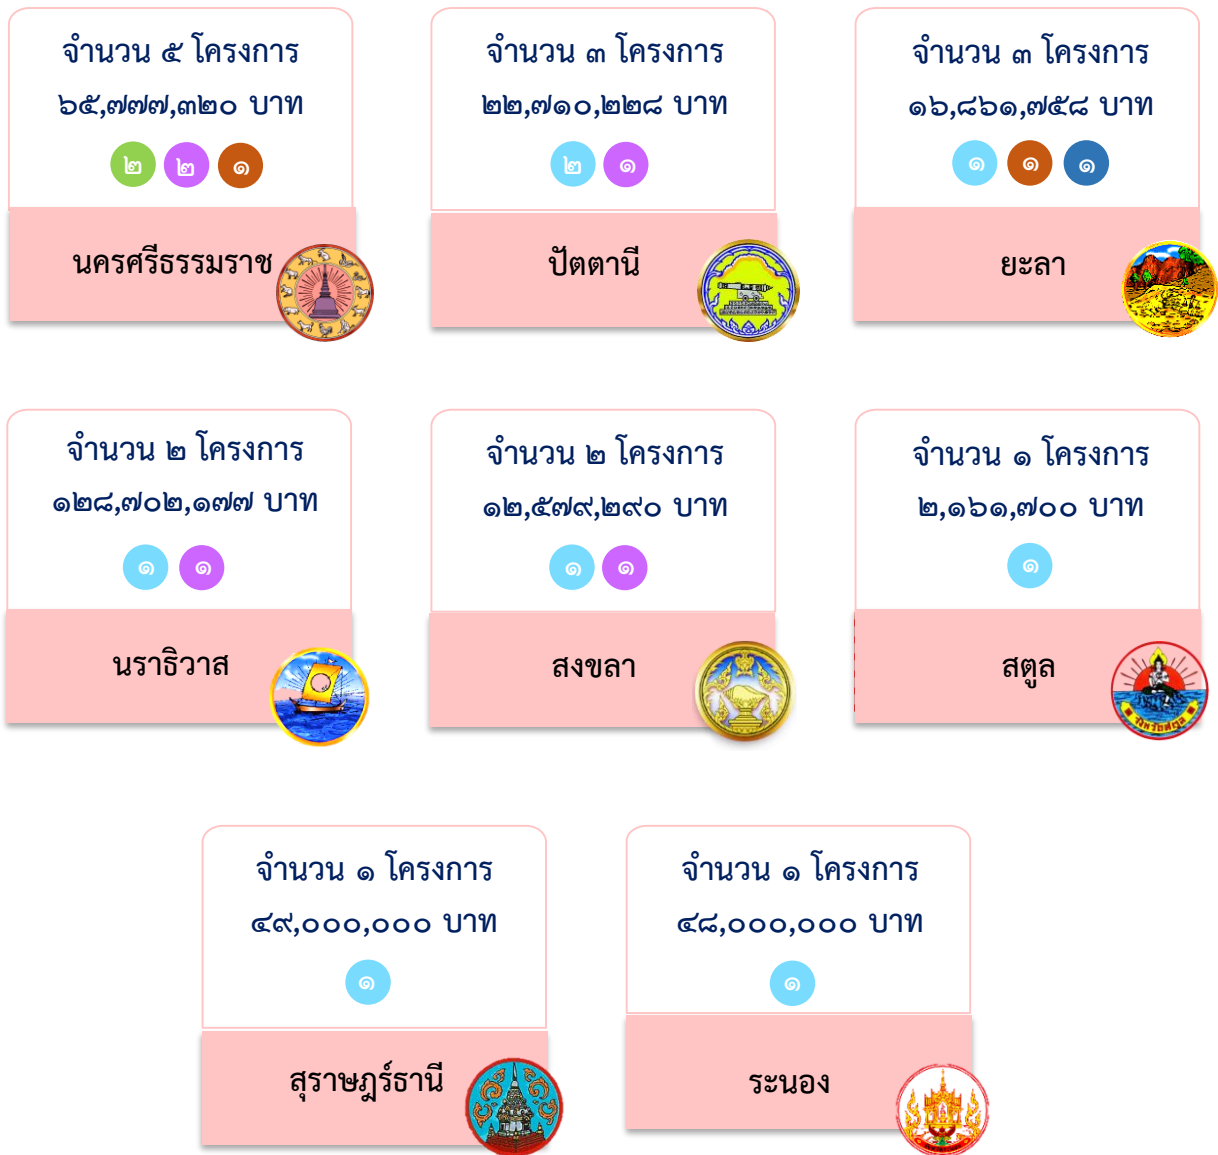 จำนวน ๕ โครงการ
๖๕,๗๗๗,๓๒๐ บาท
๒ ๒ ๑
นครศรีธรรมราช
จำนวน ๓ โครงการ
๒๒,๗๑๐,๒๒๘ บาท
๒ ๑
ปัตตานี
จำนวน ๓ โครงการ
๑๖,๘๖๑,๗๕๘ บาท
๑ ๑ ๑
ยะลา
จำนวน ๒ โครงการ
๑๒๘,๗๐๒,๑๗๗ บาท
๑ ๑
นราธิวาส
จำนวน ๒ โครงการ
๑๒,๕๗๙,๒๙๐ บาท
๑ ๑
สงขลา
จำนวน ๑ โครงการ
๒,๑๖๑,๗๐๐ บาท
๑
สตูล
จังหวัดสตูล
จำนวน ๑ โครงการ
๔๙,๐๐๐,๐๐๐ บาท
๑
สุราษฎร์ธานี
จำนวน ๑ โครงการ
๔๘,๐๐๐,๐๐๐ บาท
๑
ระนอง